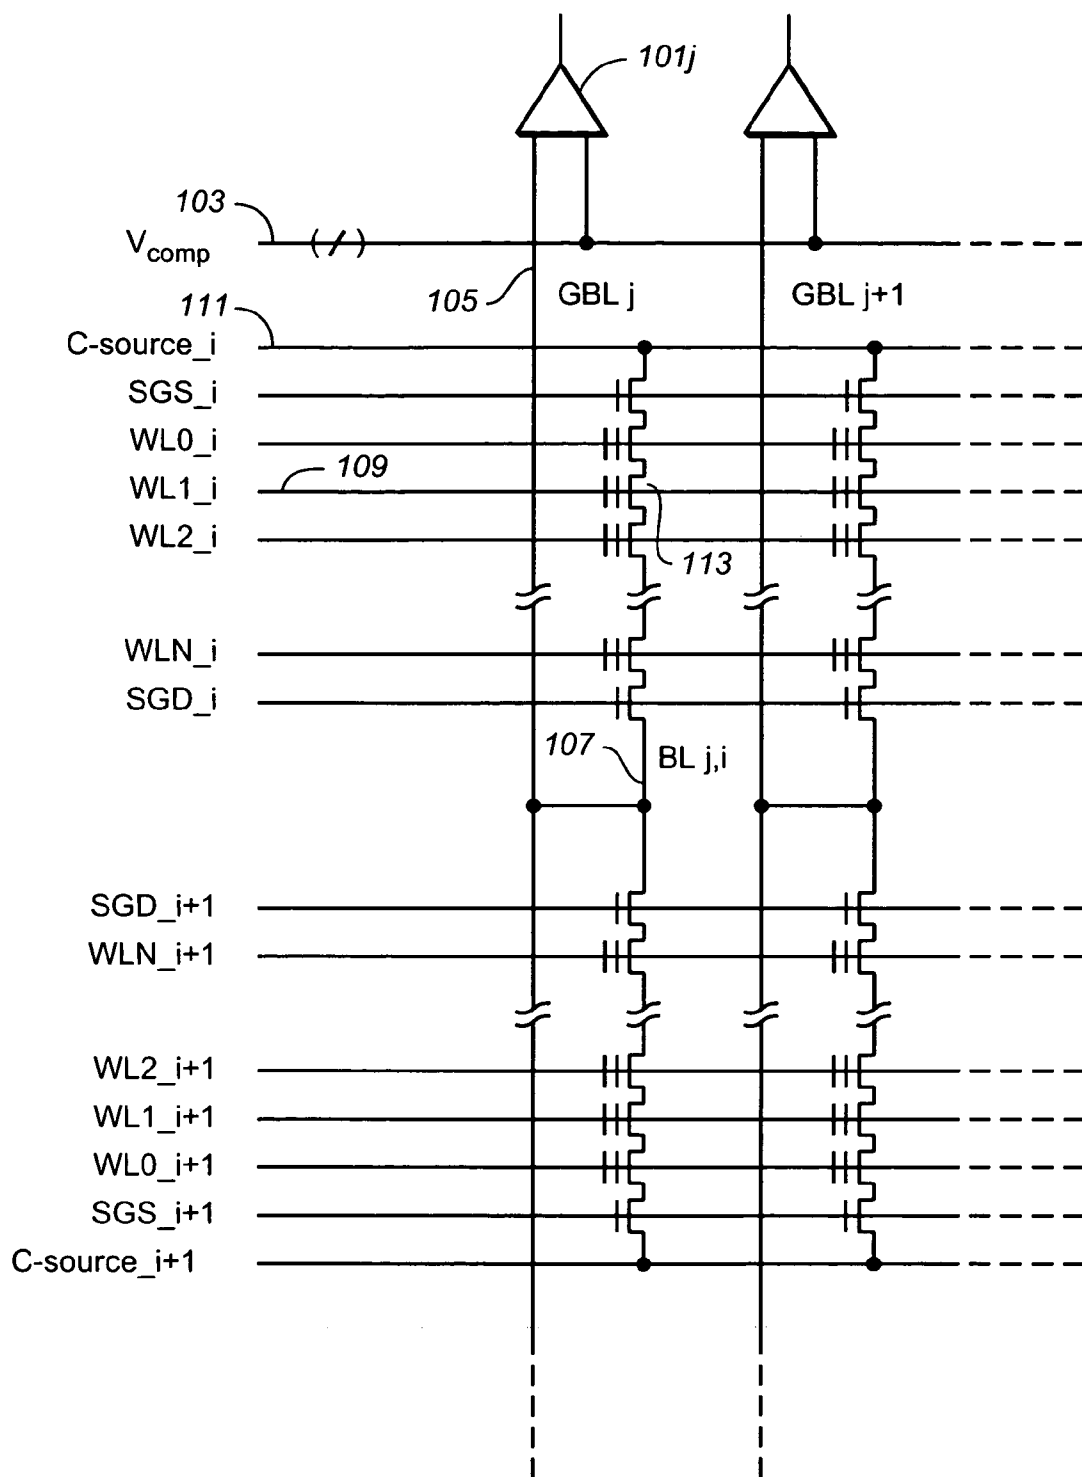 101j
103
V_comp
105
GBL j
GBL j+1
111
C-source_i
SGS_i
WL0_i
109
WL1_i
WL2_i
113
WLN_i
SGD_i
107
BL j,i
SGD_i+1
WLN_i+1
WL2_i+1
WL1_i+1
WL0_i+1
SGS_i+1
C-source_i+1